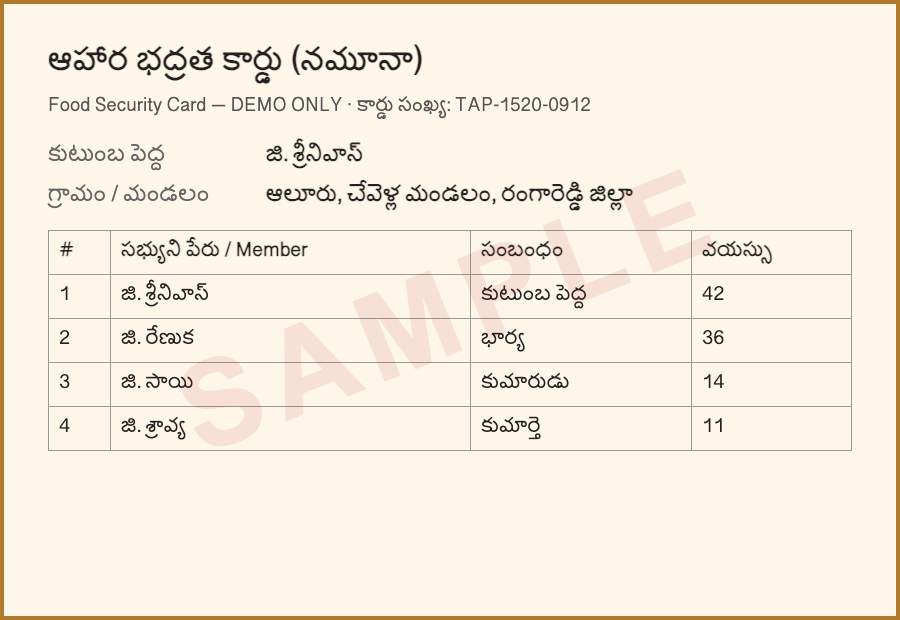 ఆహార భద్రత కార్డు (నమూనా)
Food Security Card — DEMO ONLY · కార్డు సంఖ్య: TAP-1520-0912
కుటుంబ పెద్ద జి. శ్రీనివాస్
గ్రామం / మండలం ఆలూరు, చేవెళ్ల మండలం, రంగారెడ్డి జిల్లా
# సభ్యుని పేరు / Member సంబంధం వయస్సు
1 జి. శ్రీనివాస్ కుటుంబ పెద్ద 42
2 జి. రేణుక భార్య 36
3 జి. సాయి కుమారుడు 14
4 జి. శ్రావ్య కుమార్తె 11
SAMPLE